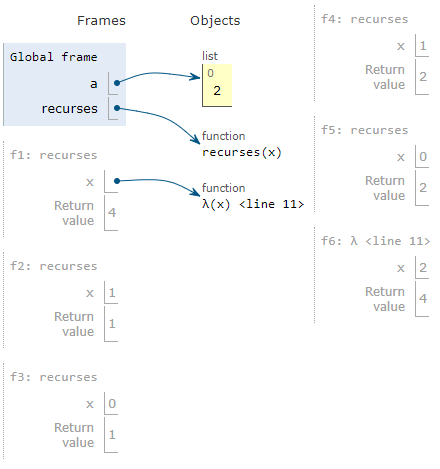 Frames Objects
Global frame
a
recurses
list
0
2
function
recurses(x)
function
λ(x) <line 11>
f1: recurses
x
Return
value 4
f2: recurses
x 1
Return
value 1
f3: recurses
x 0
Return
value 1
f4: recurses
x 1
Return
value 2
f5: recurses
x 0
Return
value 2
f6: λ <line 11>
x 2
Return
value 4